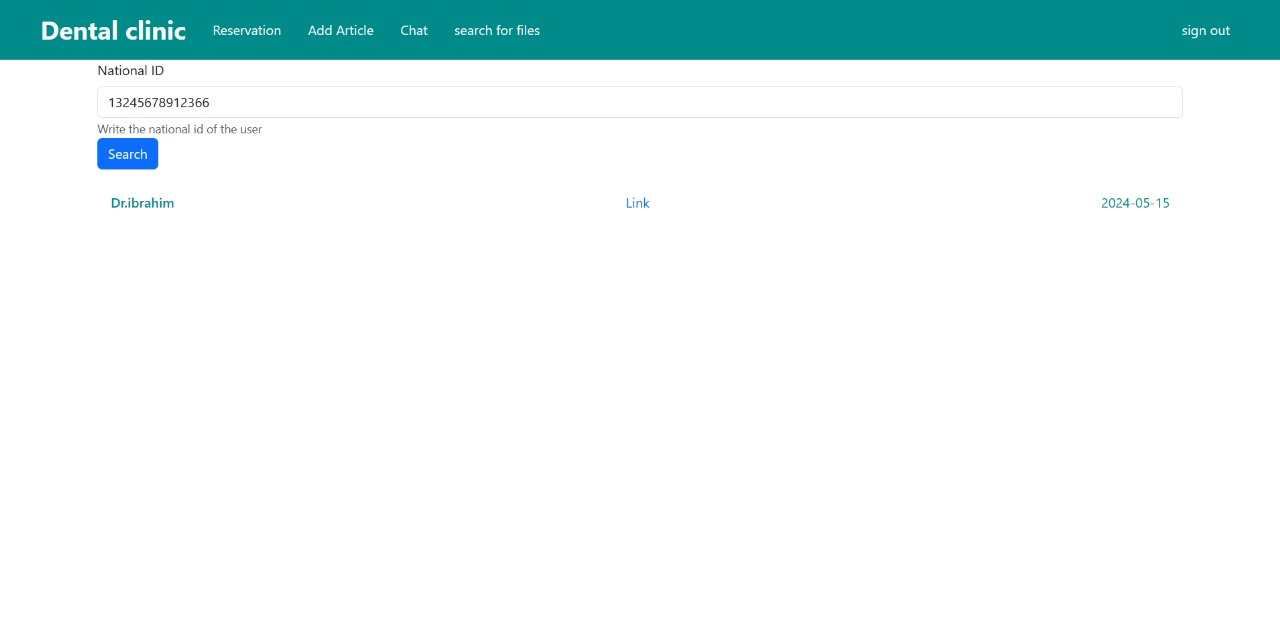 Dental clinic Reservation Add Article Chat search for files sign out
National ID
13245678912366
Write the national id of the user
Search
Dr.ibrahim Link 2024-05-15